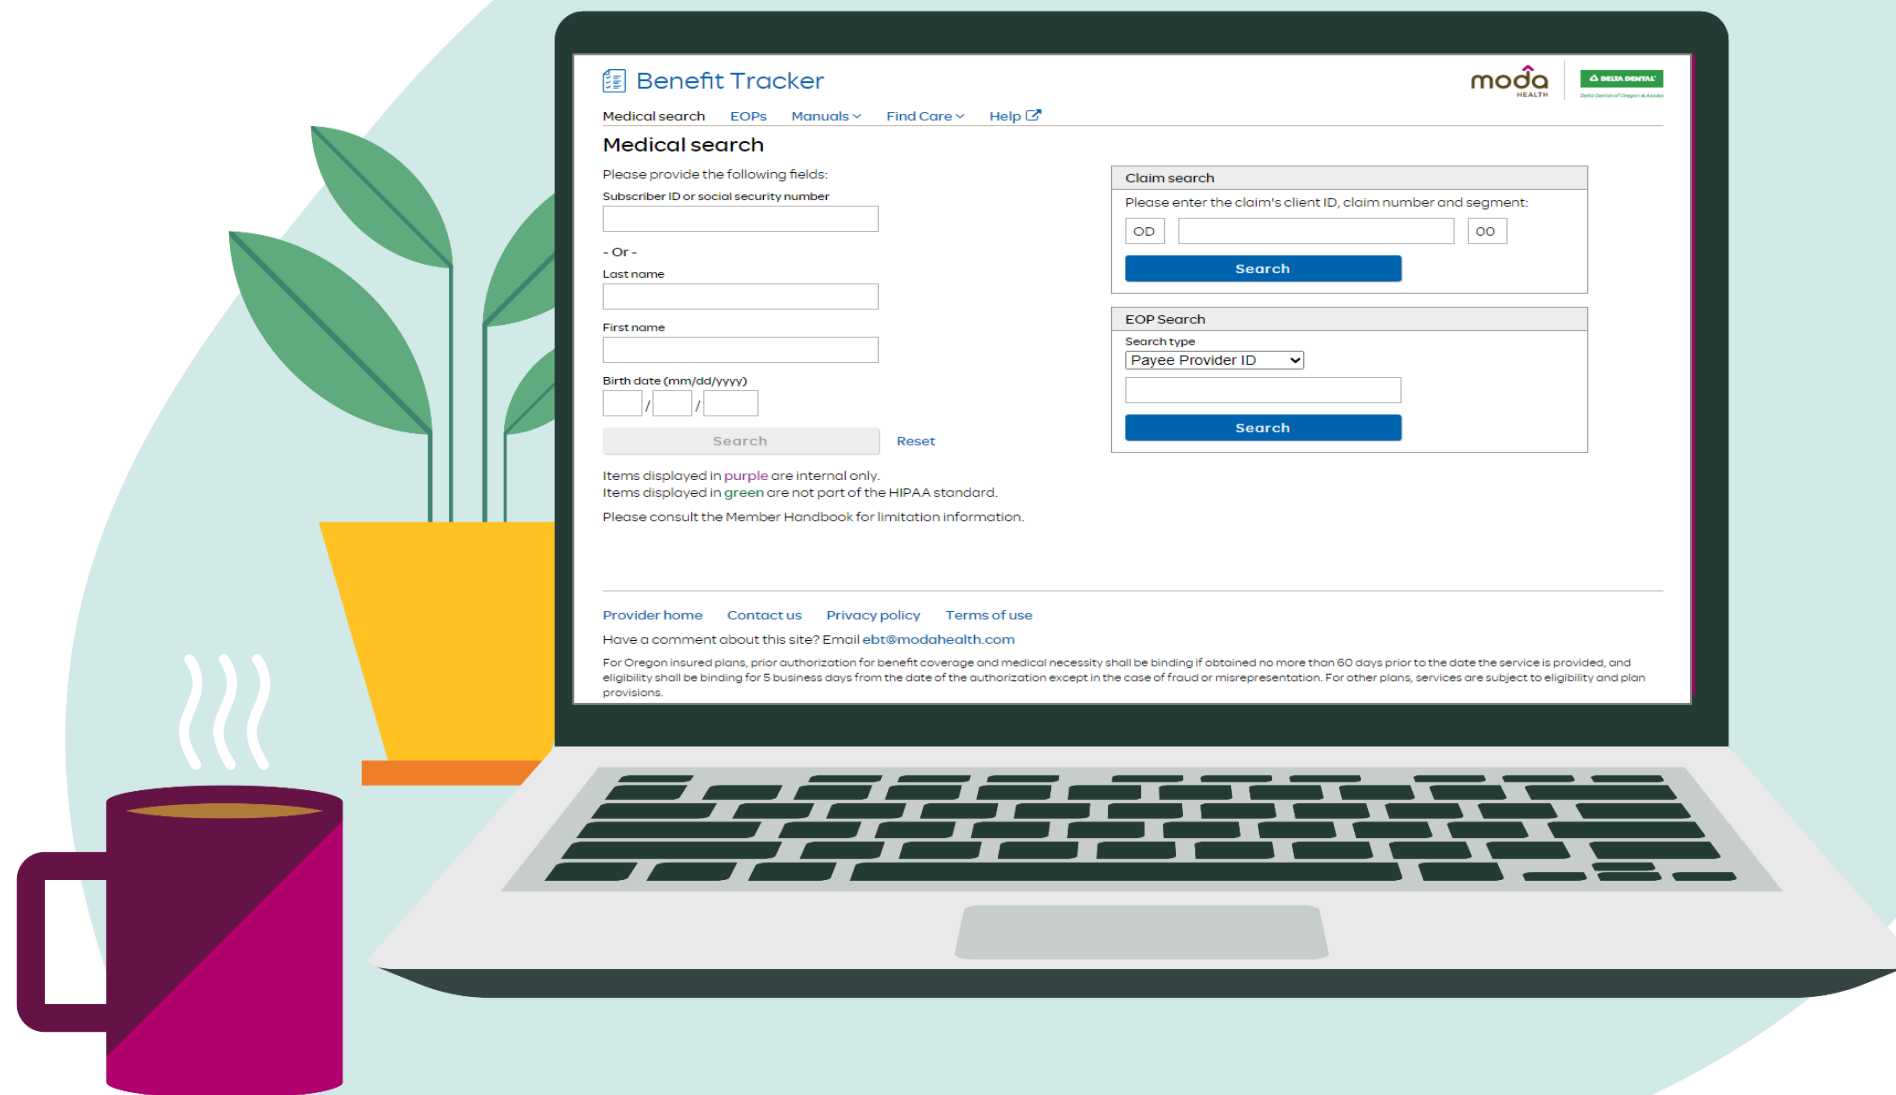 Benefit Tracker
moda
HEALTH
DELTA DENTAL
Delta Dental of Oregon & Alaska
Medical search EOPs Manuals Find Care Help
Medical search
Please provide the following fields:
Subscriber ID or social security number
- Or -
Last name
First name
Birth date (mm/dd/yyyy)
/ /
Search Reset
Items displayed in purple are internal only.
Items displayed in green are not part of the HIPAA standard.
Please consult the Member Handbook for limitation information.
Claim search
Please enter the claim's client ID, claim number and segment:
OD 00
Search
EOP Search
Search type
Payee Provider ID
Search
Provider home Contact us Privacy policy Terms of use
Have a comment about this site? Email ebt@modahealth.com
For Oregon insured plans, prior authorization for benefit coverage and medical necessity shall be binding if obtained no more than 60 days prior to the date the service is provided, and
eligibility shall be binding for 5 business days from the date of the authorization except in the case of fraud or misrepresentation. For other plans, services are subject to eligibility and plan
provisions.